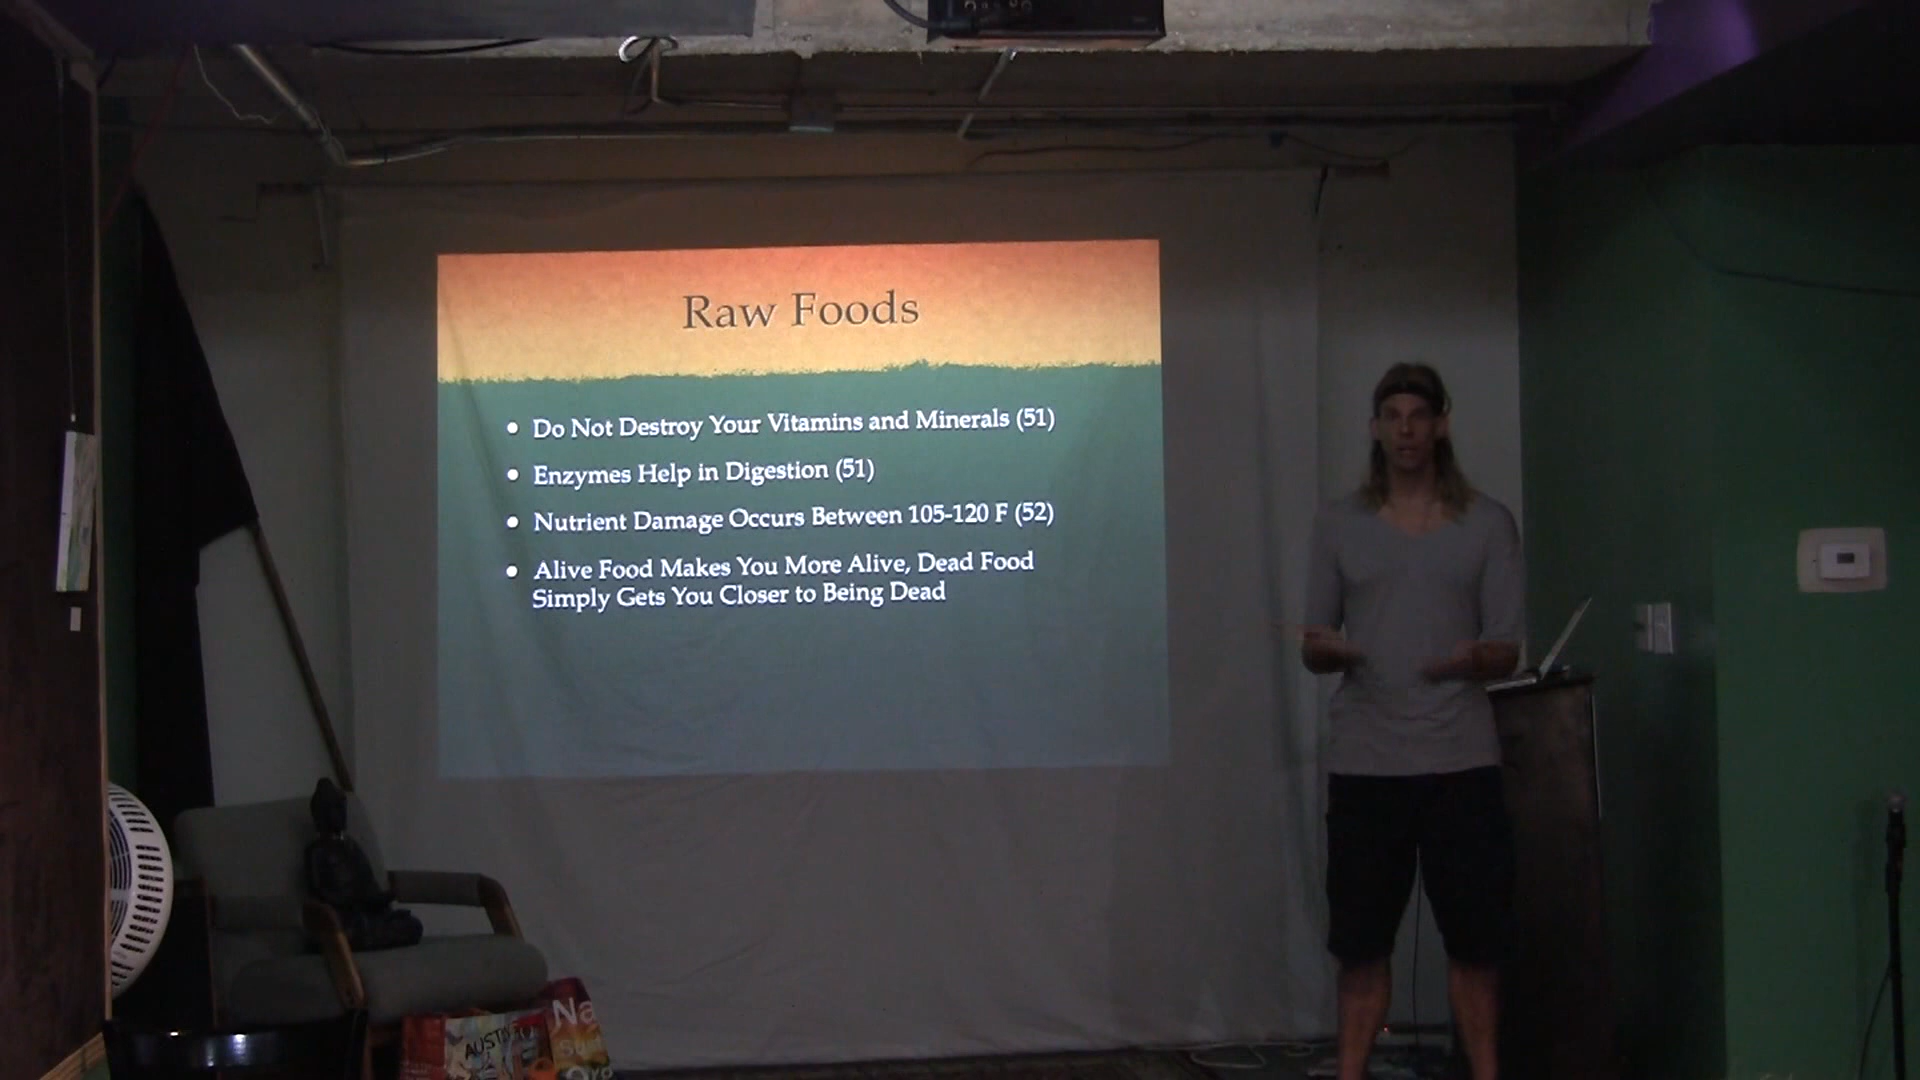 Raw Foods
• Do Not Destroy Your Vitamins and Minerals (51)
• Enzymes Help in Digestion (51)
• Nutrient Damage Occurs Between 105-120 F (52)
• Alive Food Makes You More Alive, Dead Food
Simply Gets You Closer to Being Dead